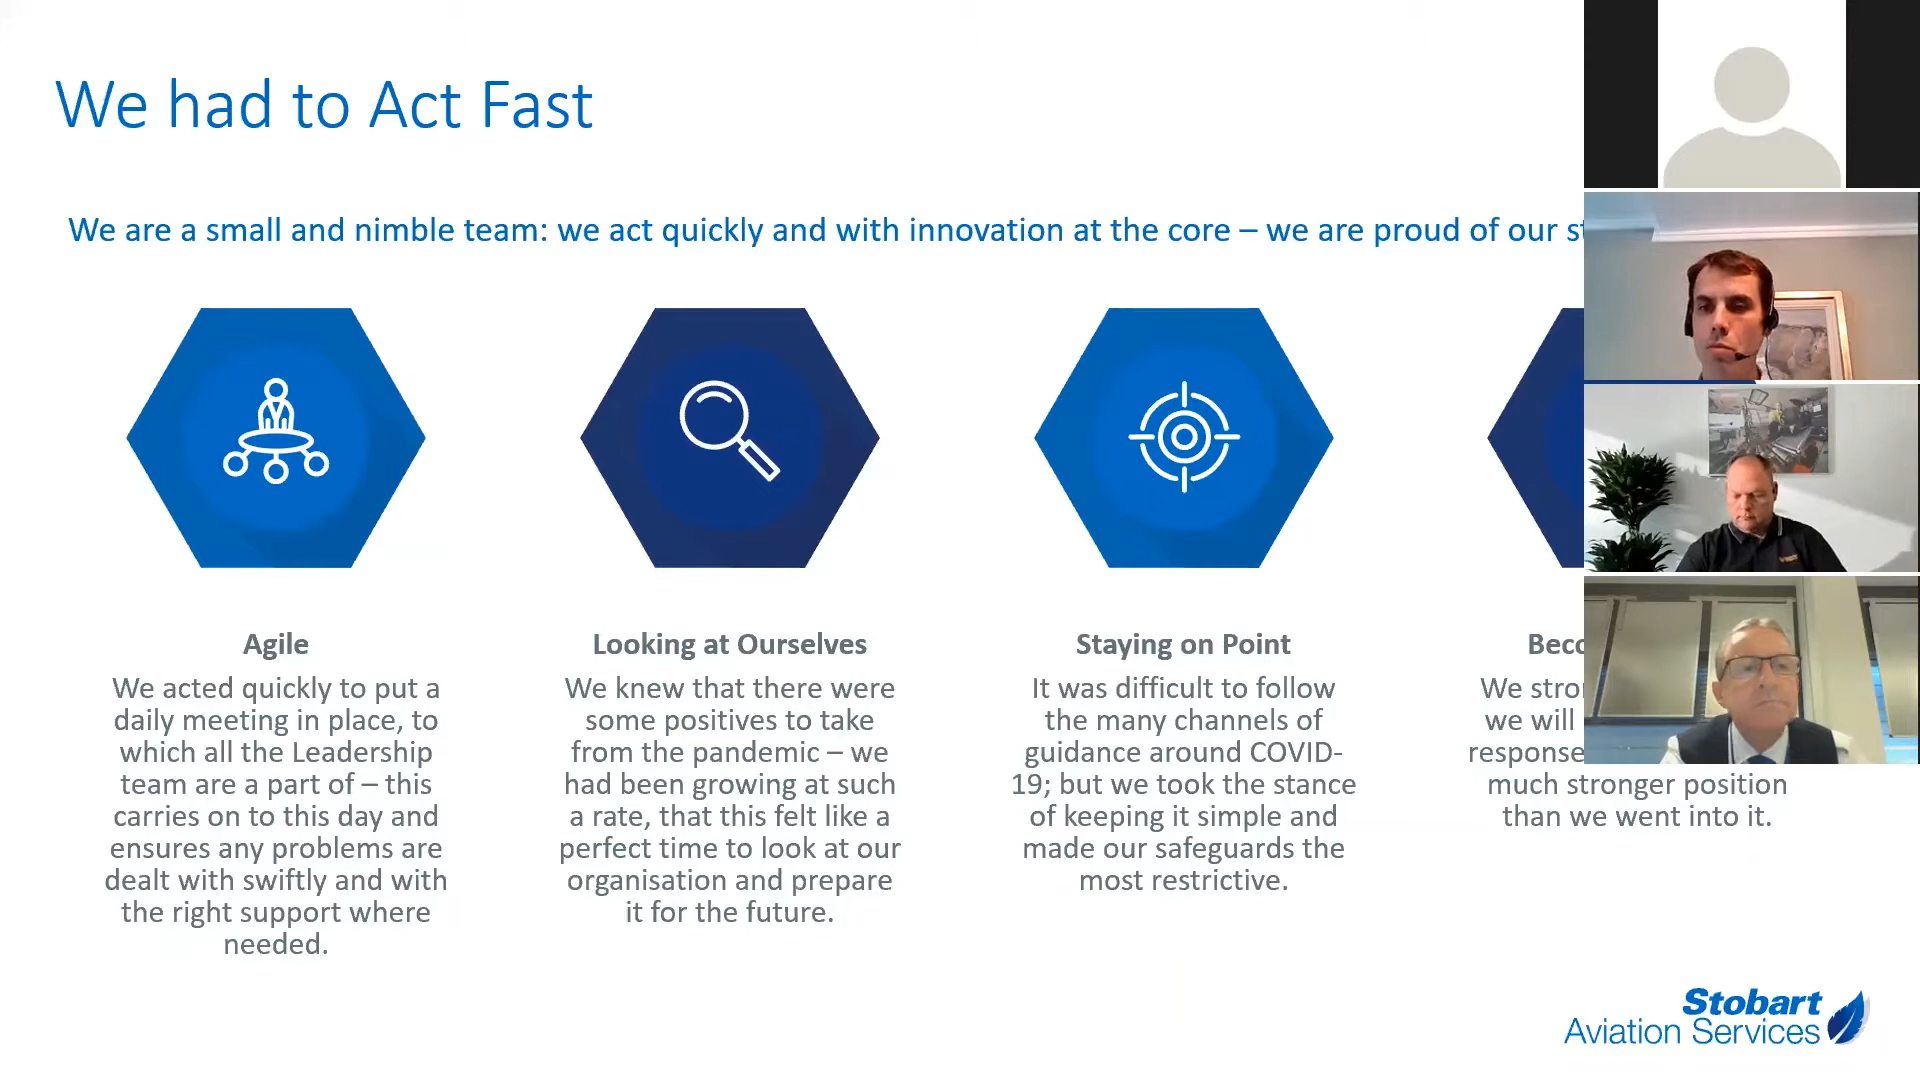 We had to Act Fast
We are a small and nimble team: we act quickly and with innovation at the core – we are proud of our
Agile
We acted quickly to put a
daily meeting in place, to
which all the Leadership
team are a part of – this
carries on to this day and
ensures any problems are
dealt with swiftly and with
the right support where
needed.
Looking at Ourselves
We knew that there were
some positives to take
from the pandemic – we
had been growing at such
a rate, that this felt like a
perfect time to look at our
organisation and prepare
it for the future.
Staying on Point
It was difficult to follow
the many channels of
guidance around COVID-
19; but we took the stance
of keeping it simple and
made our safeguards the
most restrictive.
We
we will
response
much stronger position
than we went into it.
Stobart
Aviation Services